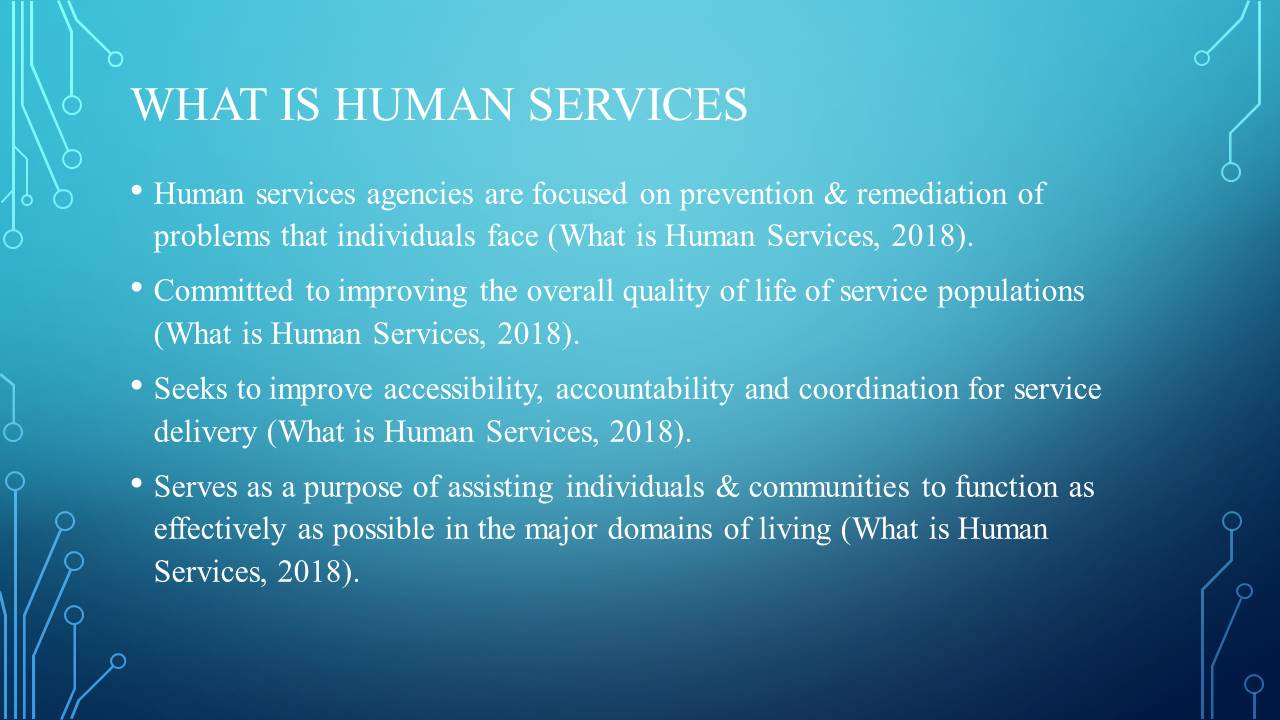 WHAT IS HUMAN SERVICES
• Human services agencies are focused on prevention & remediation of
problems that individuals face (What is Human Services, 2018).
• Committed to improving the overall quality of life of service populations
(What is Human Services, 2018).
• Seeks to improve accessibility, accountability and coordination for service
delivery (What is Human Services, 2018).
• Serves as a purpose of assisting individuals & communities to function as
effectively as possible in the major domains of living (What is Human
Services, 2018).